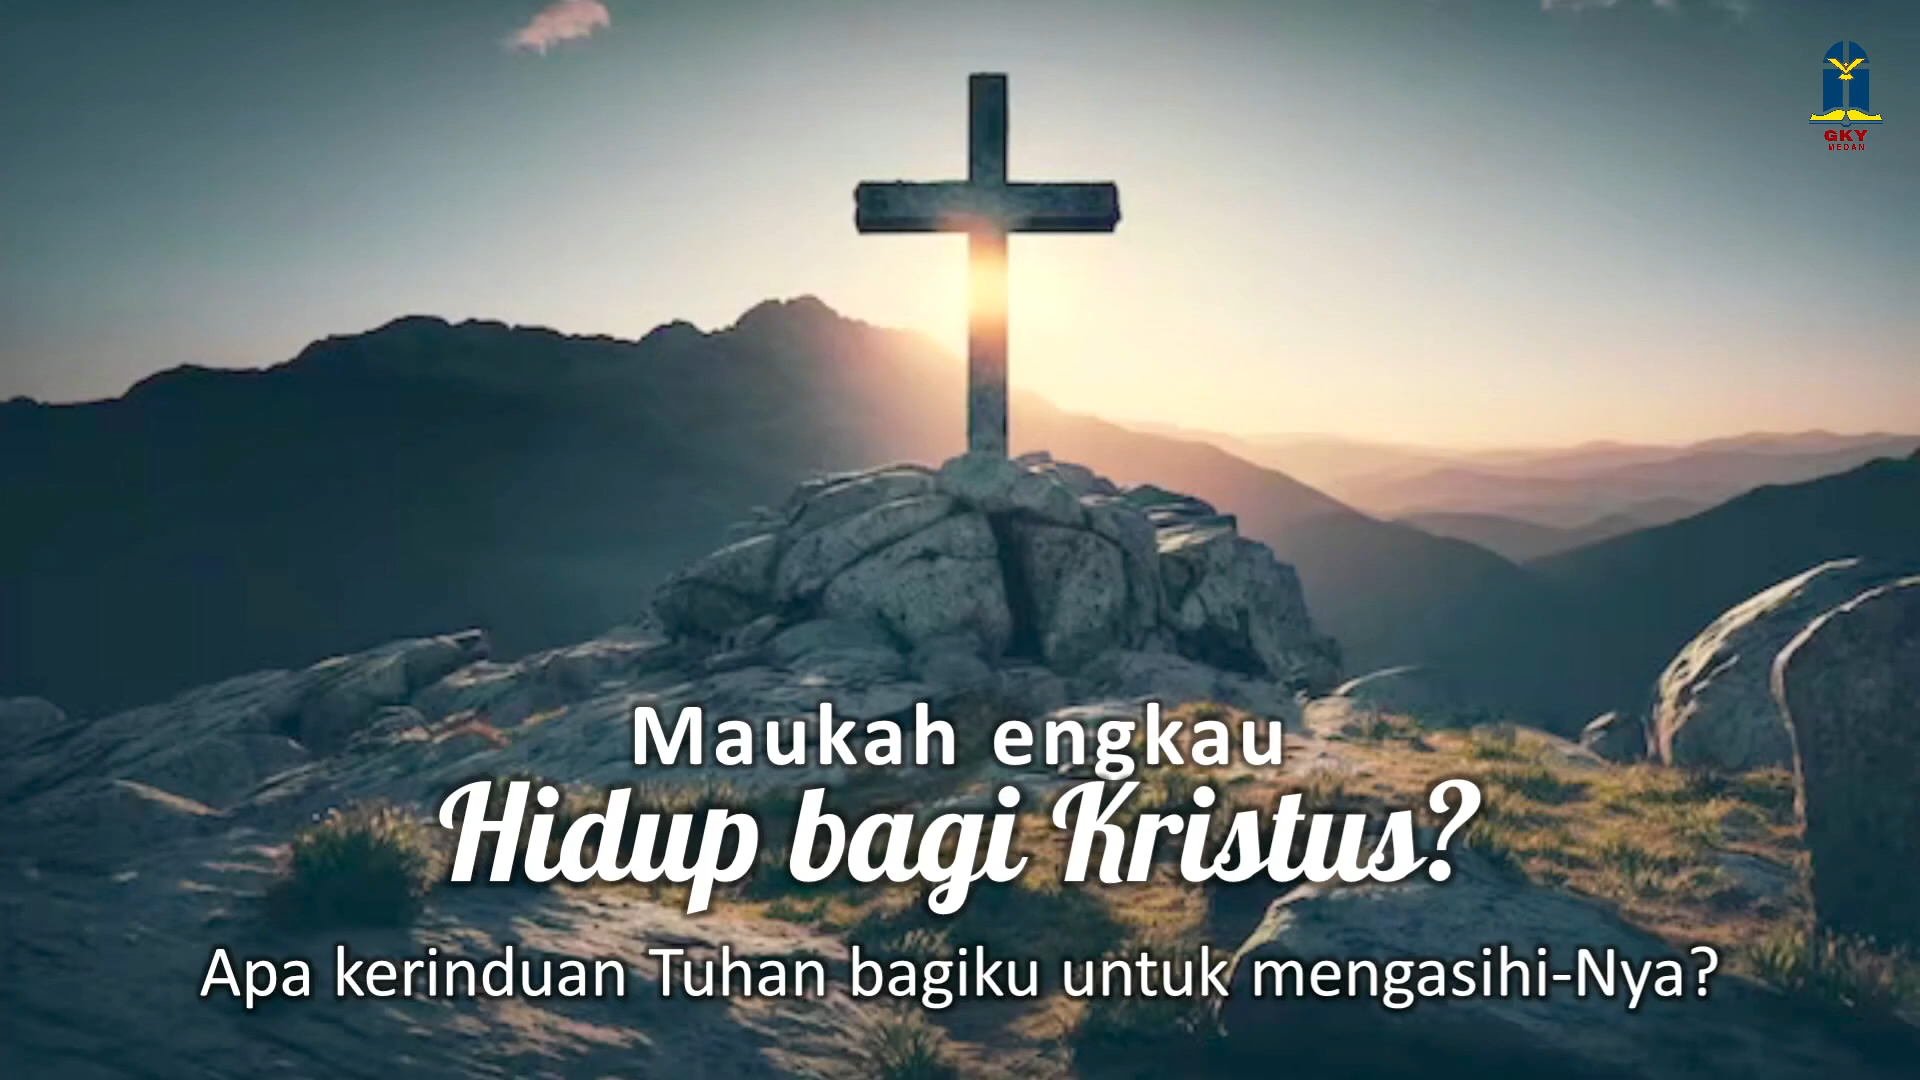 GKY
MEDAN
Maukah engkau
Hidup bagi Kristus?
Apa kerinduan Tuhan bagiku untuk mengasihi-Nya?